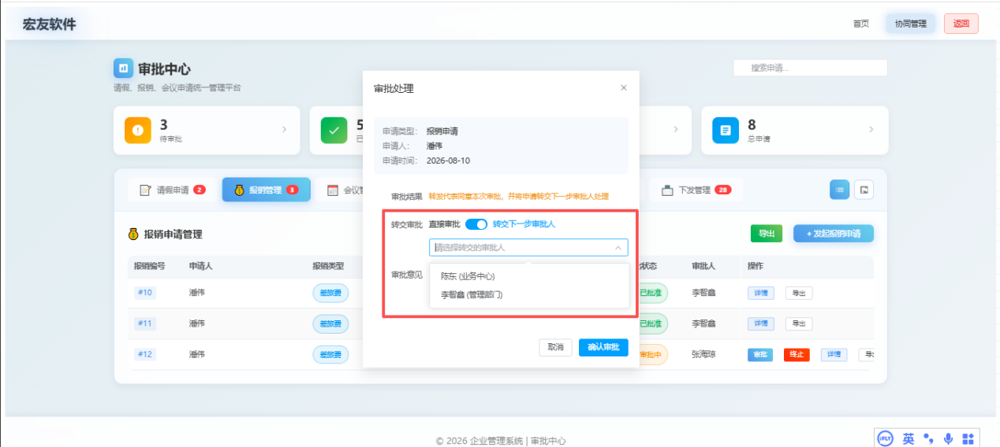 宏友软件
首页
协同管理
返回
审批中心
请假、报销、会议申请统一管理平台
搜索申请...
3
待审批
5
8
总申请
请假申请 2
报销管理 3
会议
下发管理 28
报销申请管理
导出
+ 发起报销申请
报销编号 申请人 报销类型 状态 审批人 操作
#10 潘伟 差旅费 已批准 李智鑫 详情 导出
#11 潘伟 差旅费 已批准 李智鑫 详情 导出
#12 潘伟 差旅费 审批中 张海琼 审批 终止 详情
审批处理
申请类型: 报销申请
申请人: 潘伟
申请时间: 2026-08-10
审批结果 转发代表同意本次审批，并将申请转交下一步审批人处理
转交审批 直接审批 转交下一步审批人
请选择转交的审批人
审批意见
陈东 (业务中心)
李智鑫 (管理部门)
取消
确认审批
© 2026 企业管理系统 | 审批中心
iFLY 英